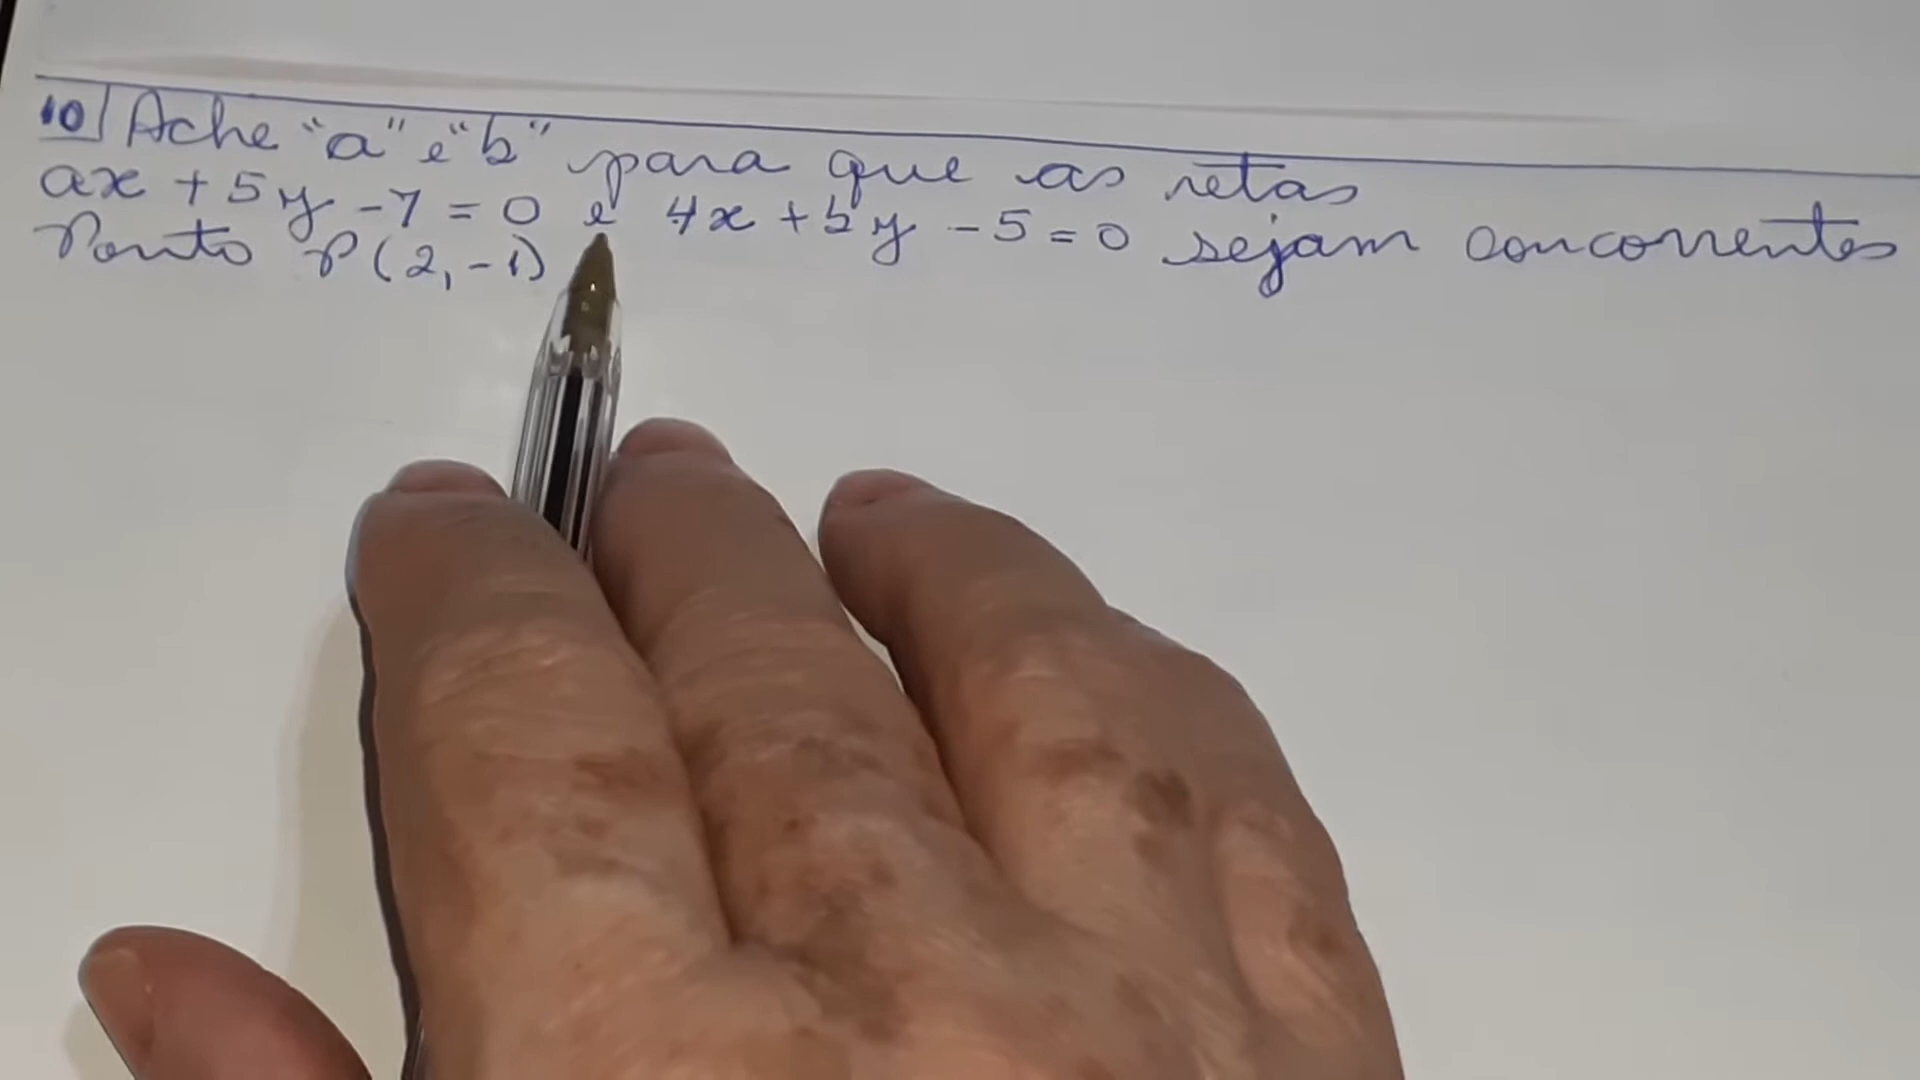 10 Ache "a" e "b" para que as retas
ax + 5y - 7 = 0 e 4x + by - 5 = 0 sejam concorrentes
Ponto P(2, -1)